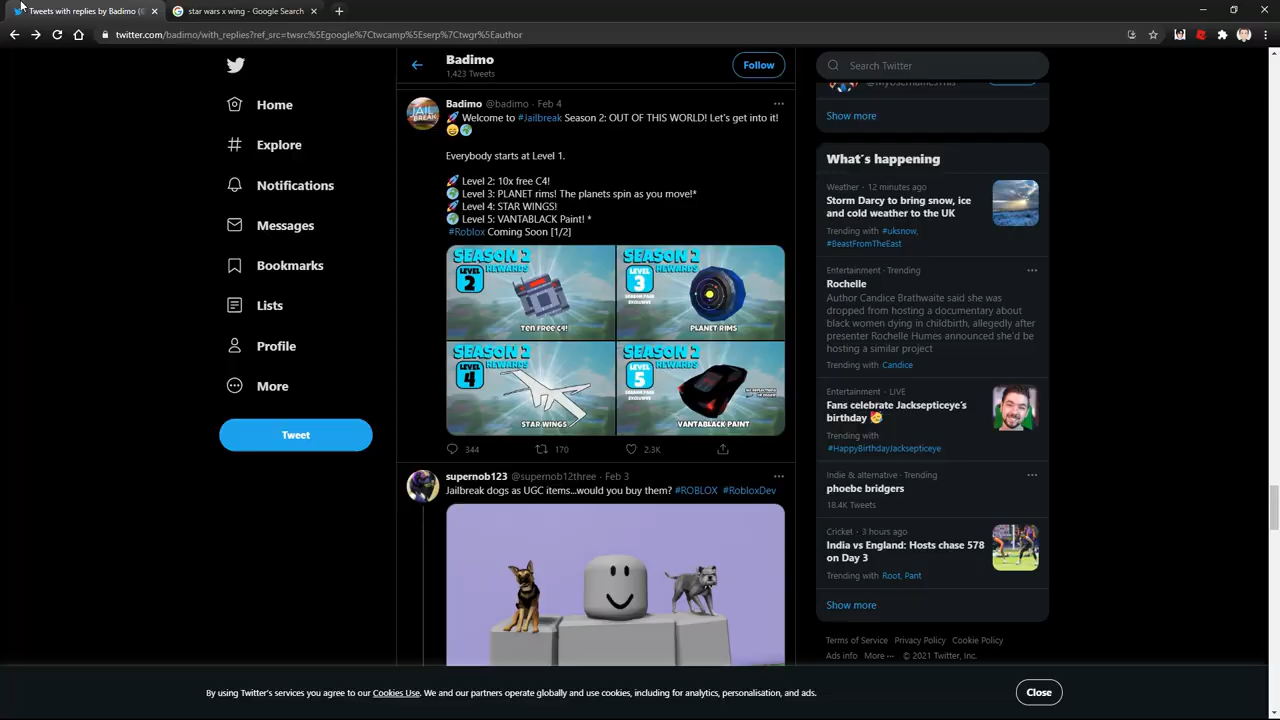 Tweets with replies by Badimo (
star wars x wing - Google Search
twitter.com/badimo/with_replies?ref_src=twsrc%5Egoogle%7Ctwcamp%5Eserp%7Ctwgr%5Eauthor
Home
Explore
Notifications
Messages
Bookmarks
Lists
Profile
More
Tweet
Badimo
1,423 Tweets
Follow
Badimo @badimo · Feb 4
🚀 Welcome to #Jailbreak Season 2: OUT OF THIS WORLD! Let's get into it!
😄🌍
Everybody starts at Level 1.
🚀 Level 2: 10x free C4!
🌍 Level 3: PLANET rims! The planets spin as you move!*
🚀 Level 4: STAR WINGS!
🌍 Level 5: VANTABLACK Paint! *
#Roblox Coming Soon [1/2]
SEASON 2
REWARDS
LEVEL
2
TEN FREE C4!
SEASON 2
REWARDS
LEVEL
3
SEASON PASS
EXCLUSIVE
PLANET RIMS
SEASON 2
REWARDS
LEVEL
4
STAR WINGS
SEASON 2
REWARDS
LEVEL
5
SEASON PASS
EXCLUSIVE
VANTABLACK PAINT
344
170
2.3K
supernob123 @supernob12three · Feb 3
Jailbreak dogs as UGC items...would you buy them? #ROBLOX #RobloxDev
Search Twitter
Show more
What's happening
Weather · 12 minutes ago
Storm Darcy to bring snow, ice
and cold weather to the UK
Trending with #uksnow,
#BeastFromTheEast
Entertainment · Trending
Rochelle
Author Candice Brathwaite said she was
dropped from hosting a documentary about
black women dying in childbirth, allegedly after
presenter Rochelle Humes announced she'd be
hosting a similar project
Trending with Candice
Entertainment · LIVE
Fans celebrate Jacksepticeye's
birthday 🥳
Trending with
#HappyBirthdayJacksepticeye
Indie & alternative · Trending
phoebe bridgers
18.4K Tweets
Cricket · 3 hours ago
India vs England: Hosts chase 578
on Day 3
Trending with Root, Pant
Show more
Terms of Service Privacy Policy Cookie Policy
Ads info More ··· © 2021 Twitter, Inc.
By using Twitter's services you agree to our Cookies Use. We and our partners operate globally and use cookies, including for analytics, personalisation, and ads.
Close